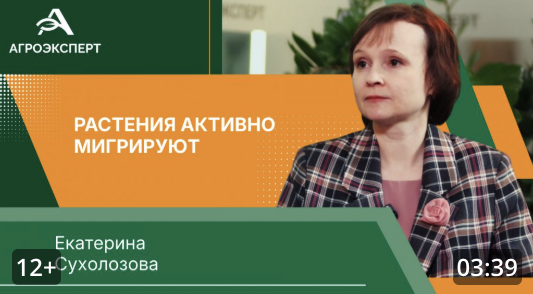 АГРОЭКСПЕРТ
РАСТЕНИЯ АКТИВНО
МИГРИРУЮТ
Екатерина
Сухолозова
12+
03:39